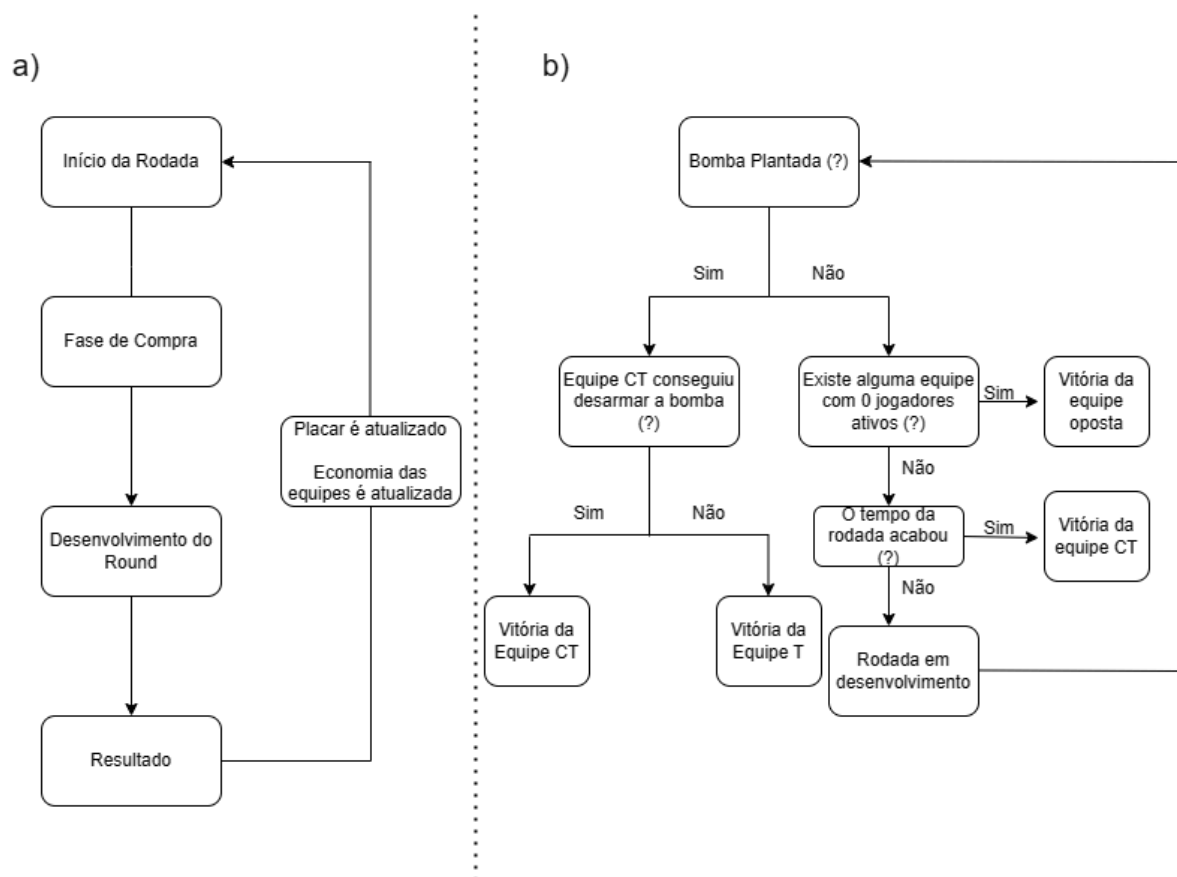 a)
Início da Rodada
Fase de Compra
Placar é atualizado
Economia das
equipes é atualizada
Desenvolvimento do
Round
Resultado
b)
Bomba Plantada (?)
Sim
Não
Equipe CT conseguiu
desarmar a bomba
(?)
Existe alguma equipe
com 0 jogadores
ativos (?)
Sim
Vitória da
equipe
oposta
Não
Sim
Não
O tempo da
rodada acabou
(?)
Sim
Vitória da
equipe CT
Não
Vitória da
Equipe CT
Vitória da
Equipe T
Rodada em
desenvolvimento